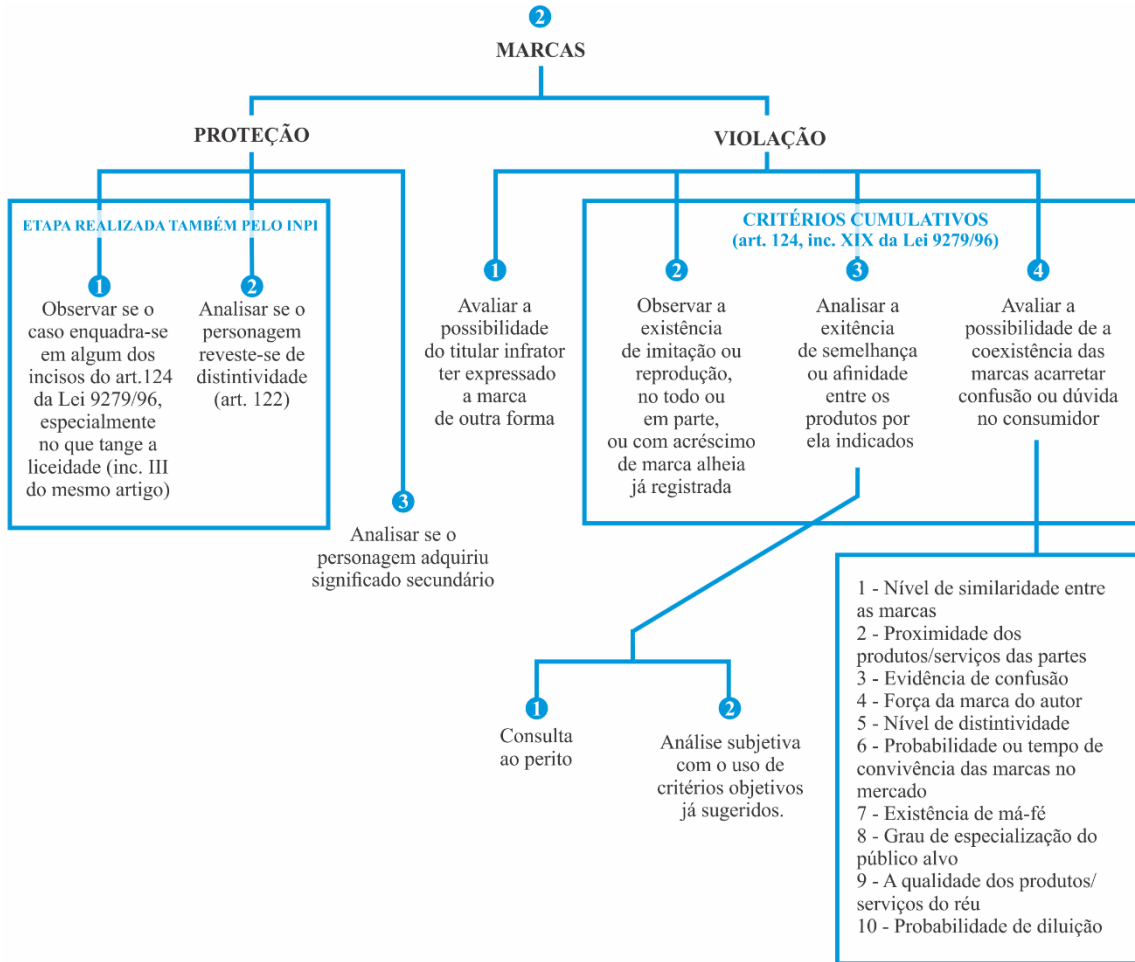 2
MARCAS
PROTEÇÃO
VIOLAÇÃO
ETAPA REALIZADA TAMBÉM PELO INPI
1
Observar se o
caso enquadra-se
em algum dos
incisos do art.124
da Lei 9279/96,
especialmente
no que tange a
liceidade (inc. III
do mesmo artigo)
2
Analisar se o
personagem
reveste-se de
distintividade
(art. 122)
3
Analisar se o
personagem adquiriu
significado secundário
1
Avaliar a
possibilidade
do titular infrator
ter expressado
a marca
de outra forma
CRITÉRIOS CUMULATIVOS
(art. 124, inc. XIX da Lei 9279/96)
2
Observar a
existência
de imitação ou
reprodução,
no todo ou
em parte,
ou com acréscimo
de marca alheia
já registrada
3
Analisar a
exitência
de semelhança
ou afinidade
entre os
produtos por
ela indicados
4
Avaliar a
possibilidade de a
coexistência das
marcas acarretar
confusão ou dúvida
no consumidor
1
Consulta
ao perito
2
Análise subjetiva
com o uso de
critérios objetivos
já sugeridos.
1 - Nível de similaridade entre
as marcas
2 - Proximidade dos
produtos/serviços das partes
3 - Evidência de confusão
4 - Força da marca do autor
5 - Nível de distintividade
6 - Probabilidade ou tempo de
convivência das marcas no
mercado
7 - Existência de má-fé
8 - Grau de especialização do
público alvo
9 - A qualidade dos produtos/
serviços do réu
10 - Probabilidade de diluição